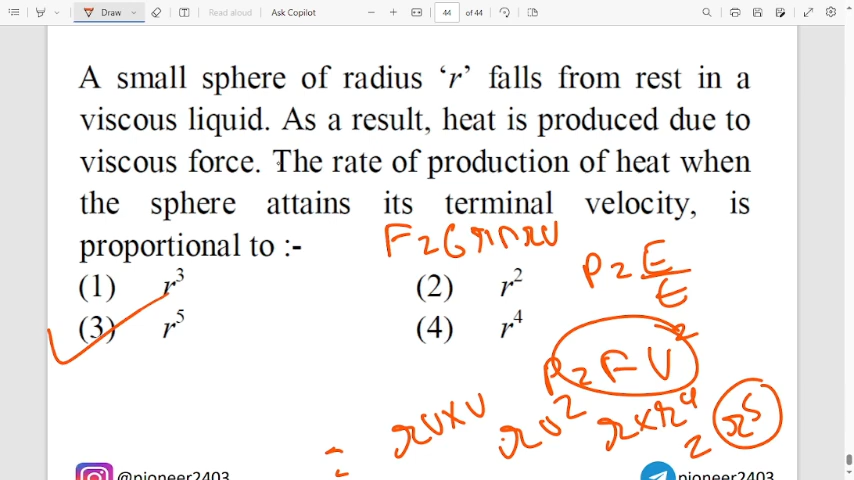 Draw
Read aloud
Ask Copilot
44 of 44
A small sphere of radius ‘r’ falls from rest in a
viscous liquid. As a result, heat is produced due to
viscous force. The rate of production of heat when
the sphere attains its terminal velocity, is
proportional to :-
F = 6πηrv
P = E/t
(1) r³ (2) r²
(3) r⁵ (4) r⁴
P = F V
rv×v rv² r×r⁴ = r⁵
@pioneer2403 pioneer2403